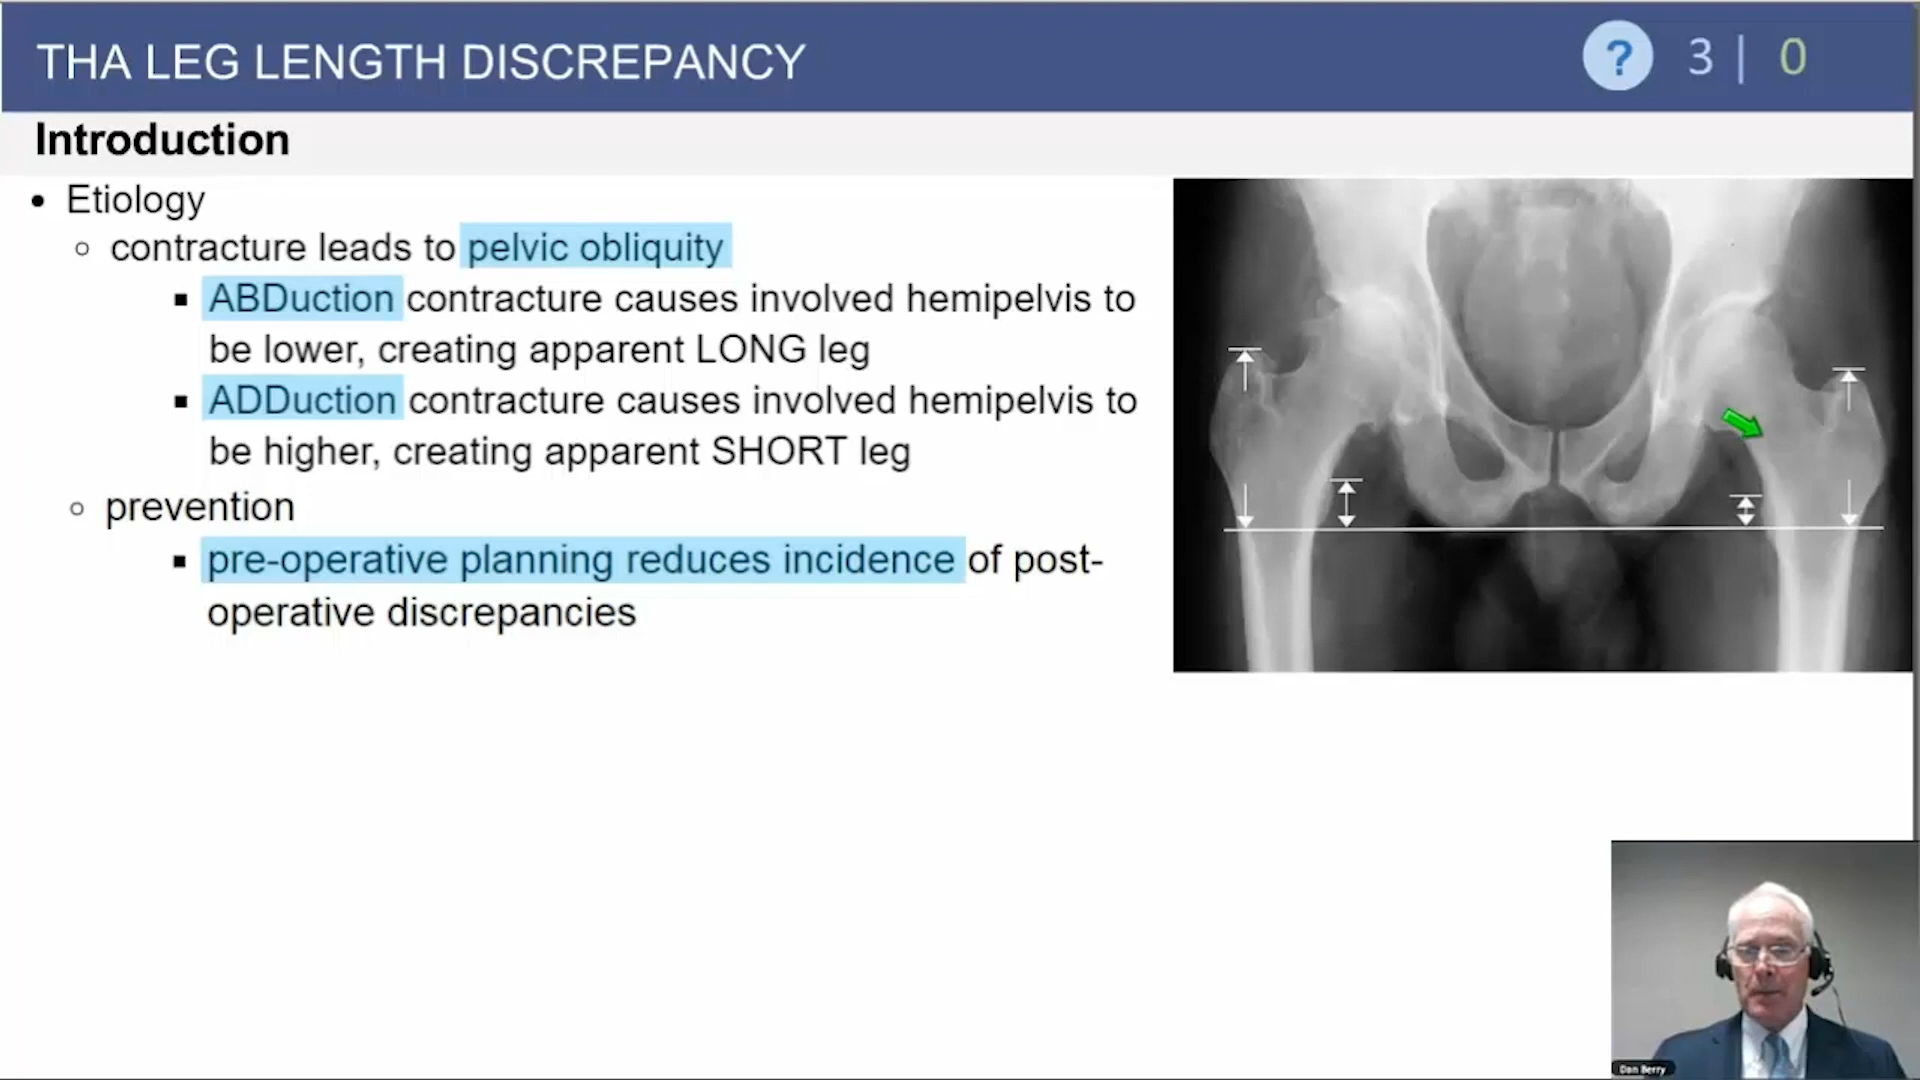 THA LEG LENGTH DISCREPANCY
? 3 | 0
Introduction
• Etiology
○ contracture leads to pelvic obliquity
▪ ABDuction contracture causes involved hemipelvis to
be lower, creating apparent LONG leg
▪ ADDuction contracture causes involved hemipelvis to
be higher, creating apparent SHORT leg
○ prevention
▪ pre-operative planning reduces incidence of post-
operative discrepancies
Dan Berry